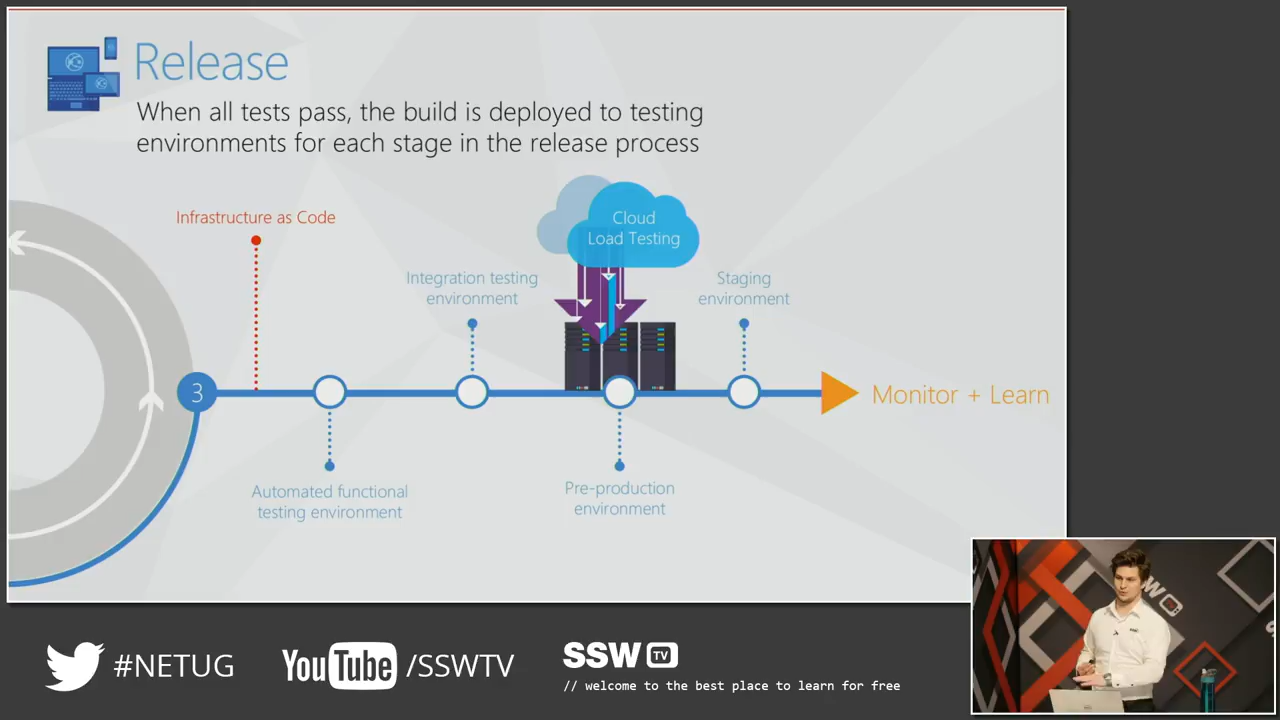 Release
When all tests pass, the build is deployed to testing
environments for each stage in the release process
Infrastructure as Code
Cloud
Load Testing
Integration testing
environment
Staging
environment
3
Monitor + Learn
Automated functional
testing environment
Pre-production
environment
#NETUG
YouTube /SSWTV
SSW TV
// welcome to the best place to learn for free